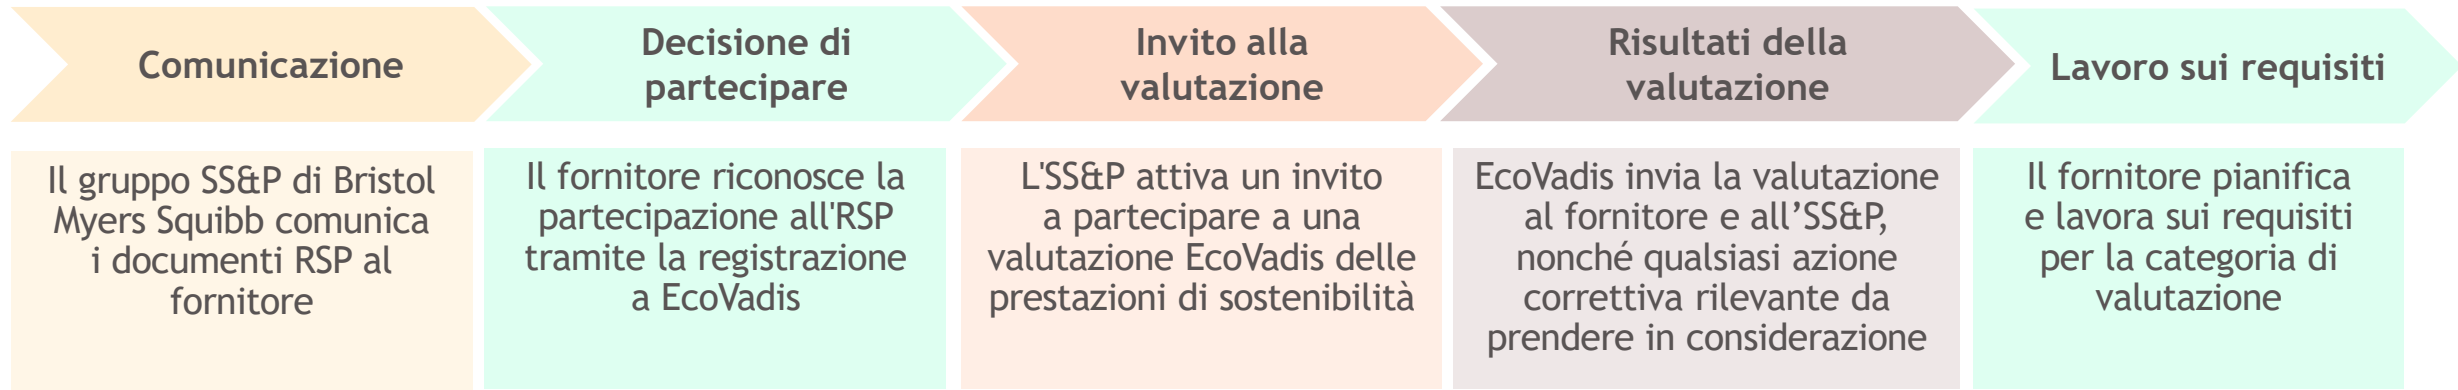 Comunicazione
Il gruppo SS&P di Bristol
Myers Squibb comunica
i documenti RSP al
fornitore
Decisione di
partecipare
Il fornitore riconosce la
partecipazione all'RSP
tramite la registrazione
a EcoVadis
Invito alla
valutazione
L'SS&P attiva un invito
a partecipare a una
valutazione EcoVadis delle
prestazioni di sostenibilità
Risultati della
valutazione
EcoVadis invia la valutazione
al fornitore e all’SS&P,
nonché qualsiasi azione
correttiva rilevante da
prendere in considerazione
Lavoro sui requisiti
Il fornitore pianifica
e lavora sui requisiti
per la categoria di
valutazione